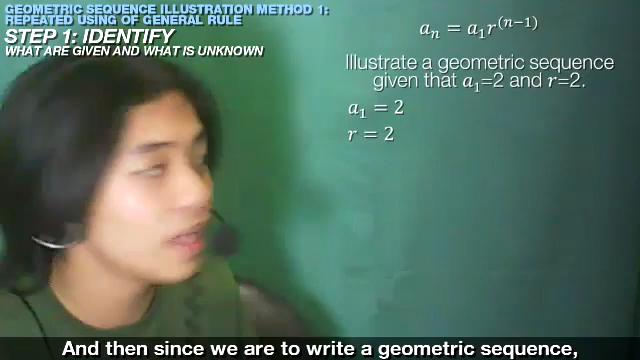 GEOMETRIC SEQUENCE ILLUSTRATION METHOD 1:
REPEATED USING OF GENERAL RULE
STEP 1: IDENTIFY
WHAT ARE GIVEN AND WHAT IS UNKNOWN
aₙ = a₁r⁽ⁿ⁻¹⁾
Illustrate a geometric sequence
given that a₁=2 and r=2.
a₁ = 2
r = 2
And then since we are to write a geometric sequence,